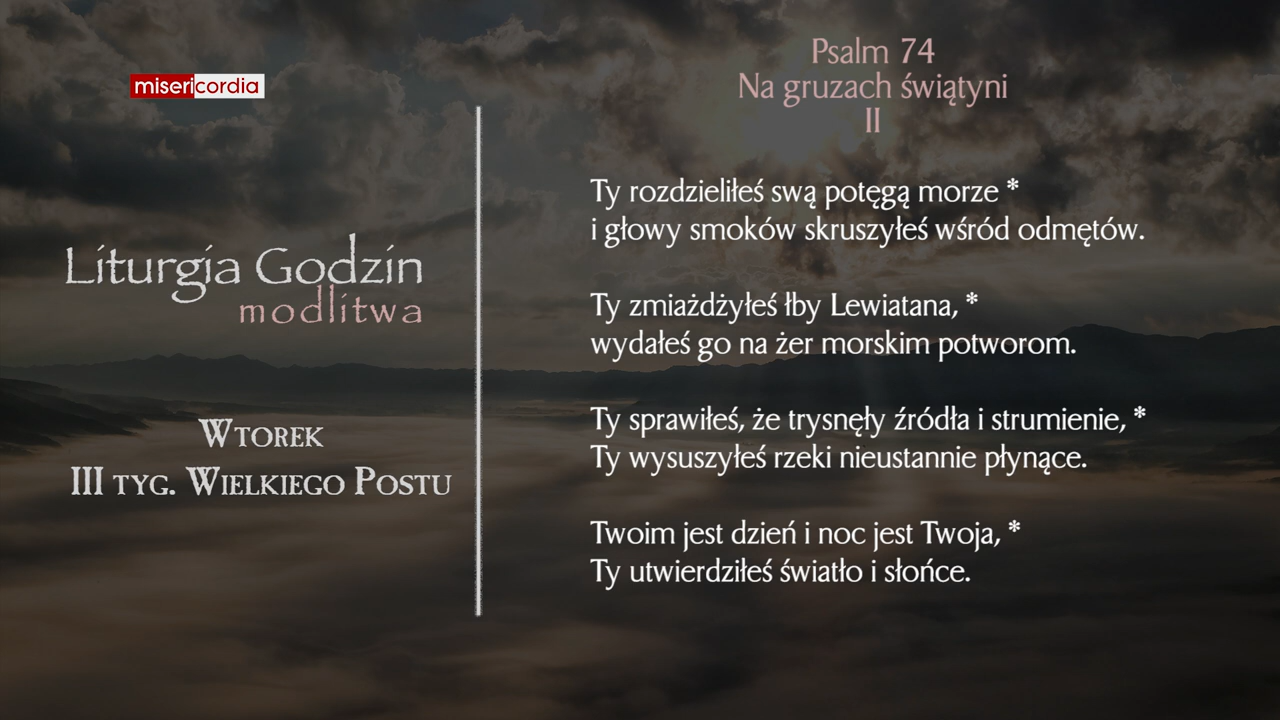 misericordia
Liturgia Godzin
modlitwa
Wtorek
III tyg. Wielkiego Postu
Psalm 74
Na gruzach świątyni
II
Ty rozdzieliłeś swą potęgą morze *
i głowy smoków skruszyłeś wśród odmętów.
Ty zmiażdżyłeś łby Lewiatana, *
wydałeś go na żer morskim potworom.
Ty sprawiłeś, że trysnęły źródła i strumienie, *
Ty wysuszyłeś rzeki nieustannie płynące.
Twoim jest dzień i noc jest Twoja, *
Ty utwierdziłeś światło i słońce.